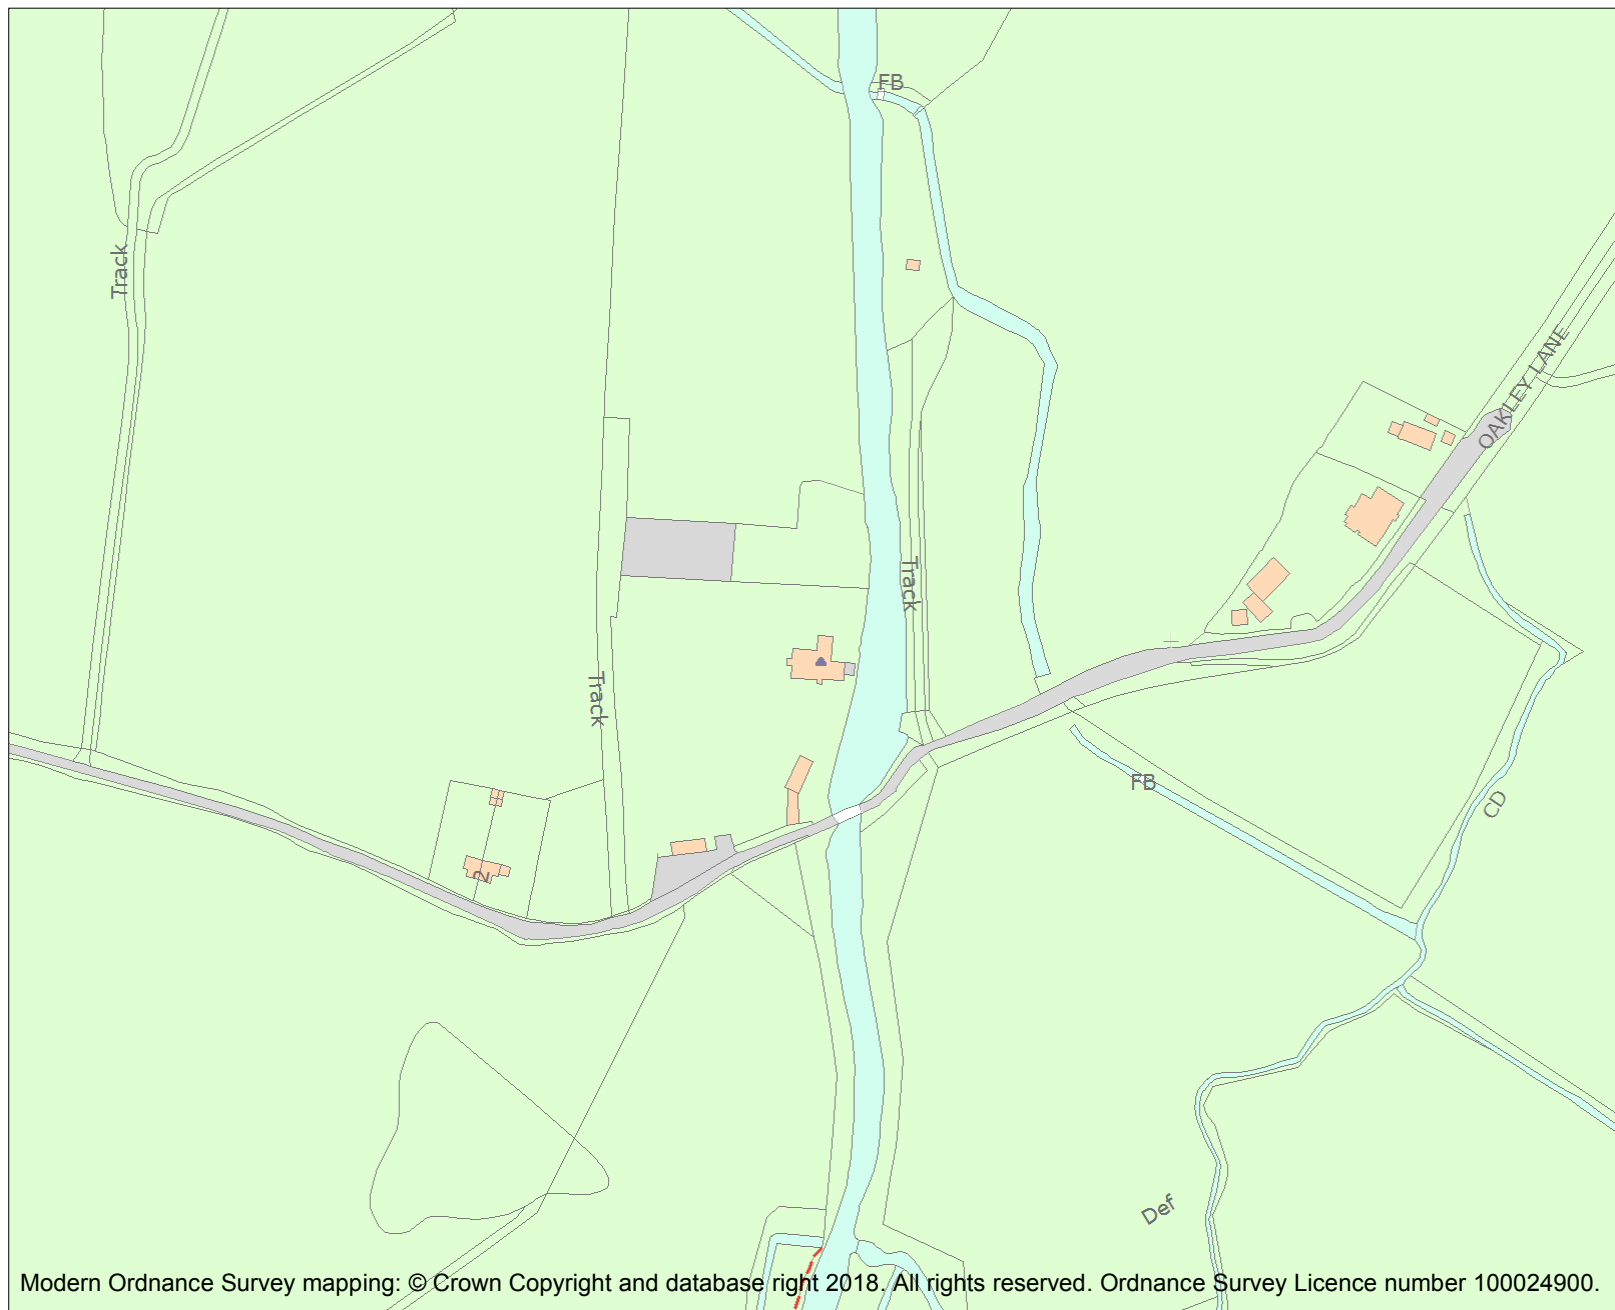 FB
Track
OAKLEY LANE
Track
Track
FB
CD
2
Def
Modern Ordnance Survey mapping: © Crown Copyright and database right 2018. All rights reserved. Ordnance Survey Licence number 100024900.